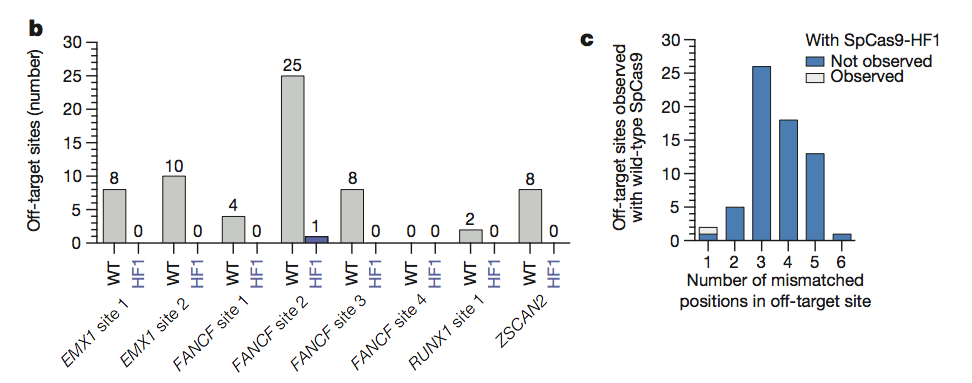 b
Off-target sites (number)
30
25
20
15
10
5
0
8 0 10 0 4 0 25 1 8 0 0 0 2 0 8 0
WT HF1 WT HF1 WT HF1 WT HF1 WT HF1 WT HF1 WT HF1 WT HF1
EMX1 site 1
EMX1 site 2
FANCF site 1
FANCF site 2
FANCF site 3
FANCF site 4
RUNX1 site 1
ZSCAN2
c
Off-target sites observed
with wild-type SpCas9
30
25
20
15
10
5
0
With SpCas9-HF1
Not observed
Observed
1 2 3 4 5 6
Number of mismatched
positions in off-target site